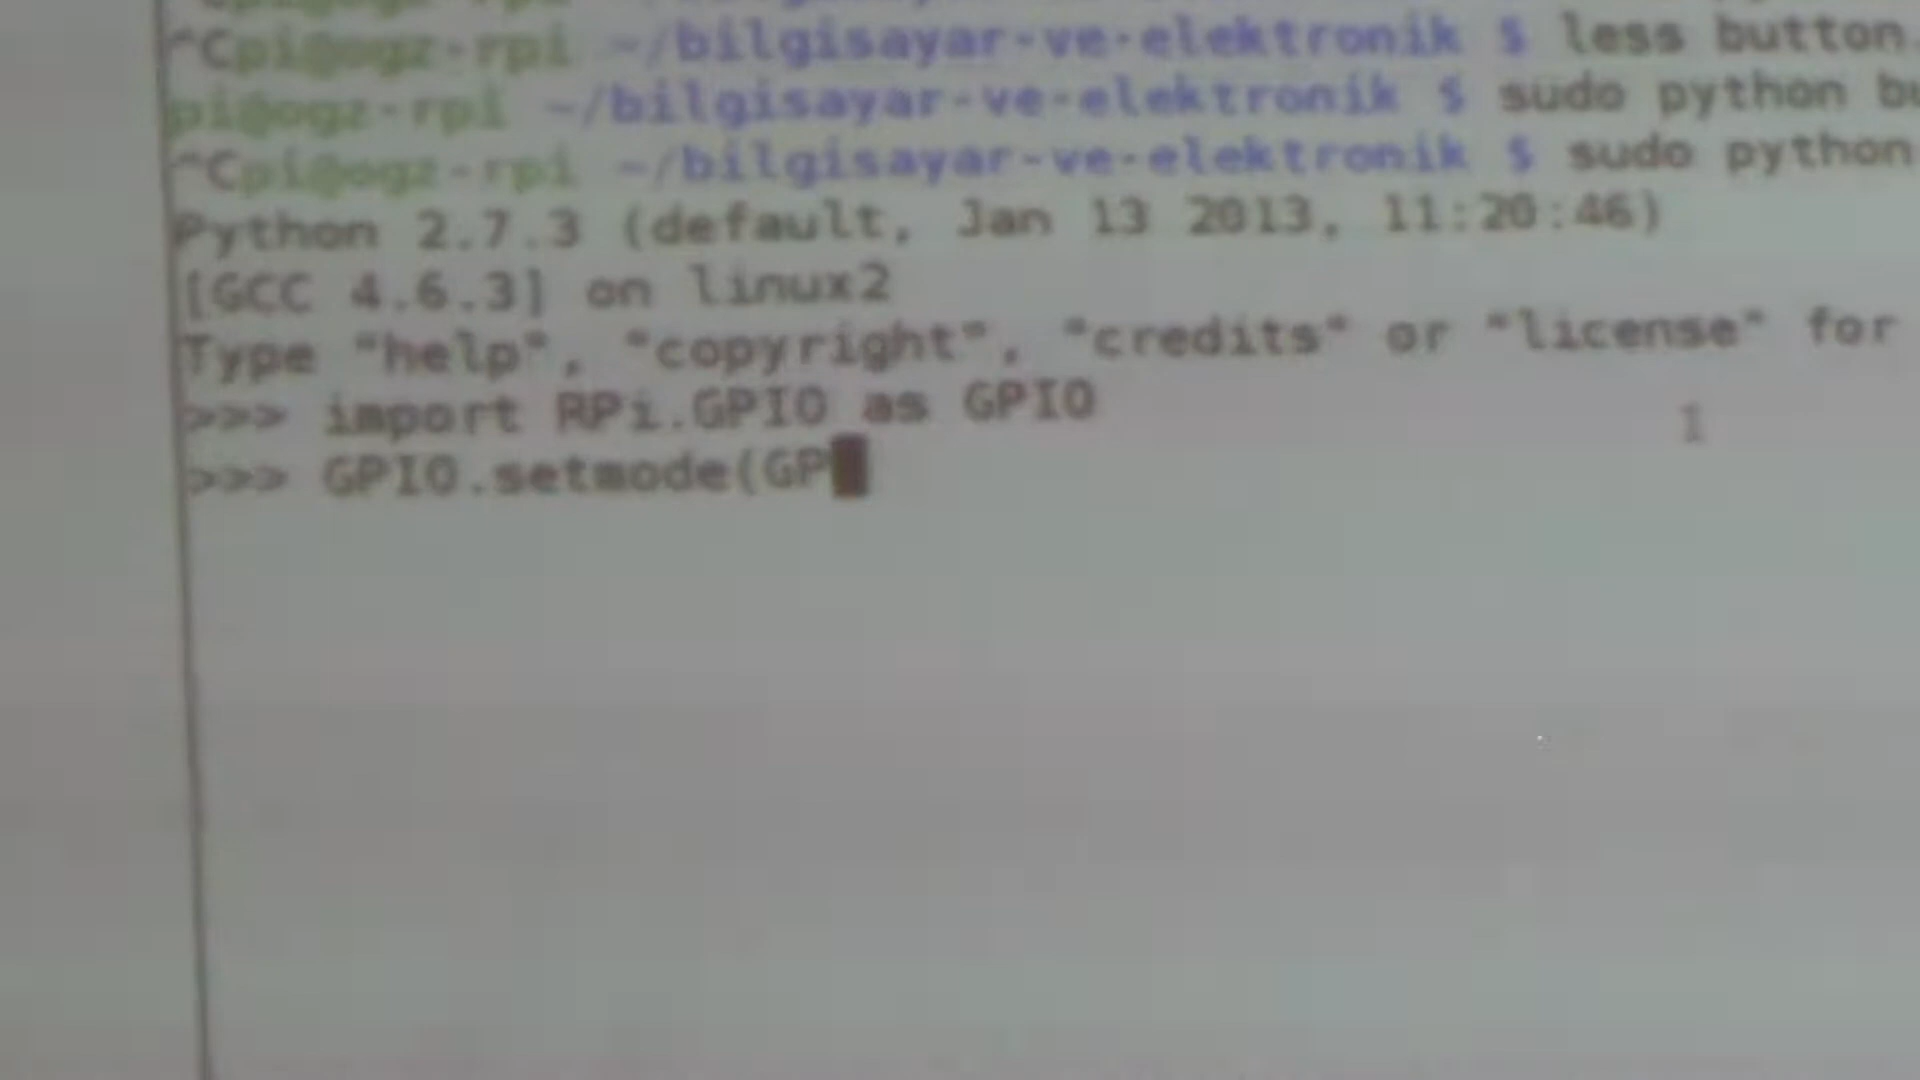 ^Cpi@ogz-rpi ~/bilgisayar-ve-elektronik $ less button.
pi@ogz-rpi ~/bilgisayar-ve-elektronik $ sudo python bu
^Cpi@ogz-rpi ~/bilgisayar-ve-elektronik $ sudo python
Python 2.7.3 (default, Jan 13 2013, 11:20:46)
[GCC 4.6.3] on linux2
Type "help", "copyright", "credits" or "license" for
>>> import RPi.GPIO as GPIO
>>> GPIO.setmode(GP